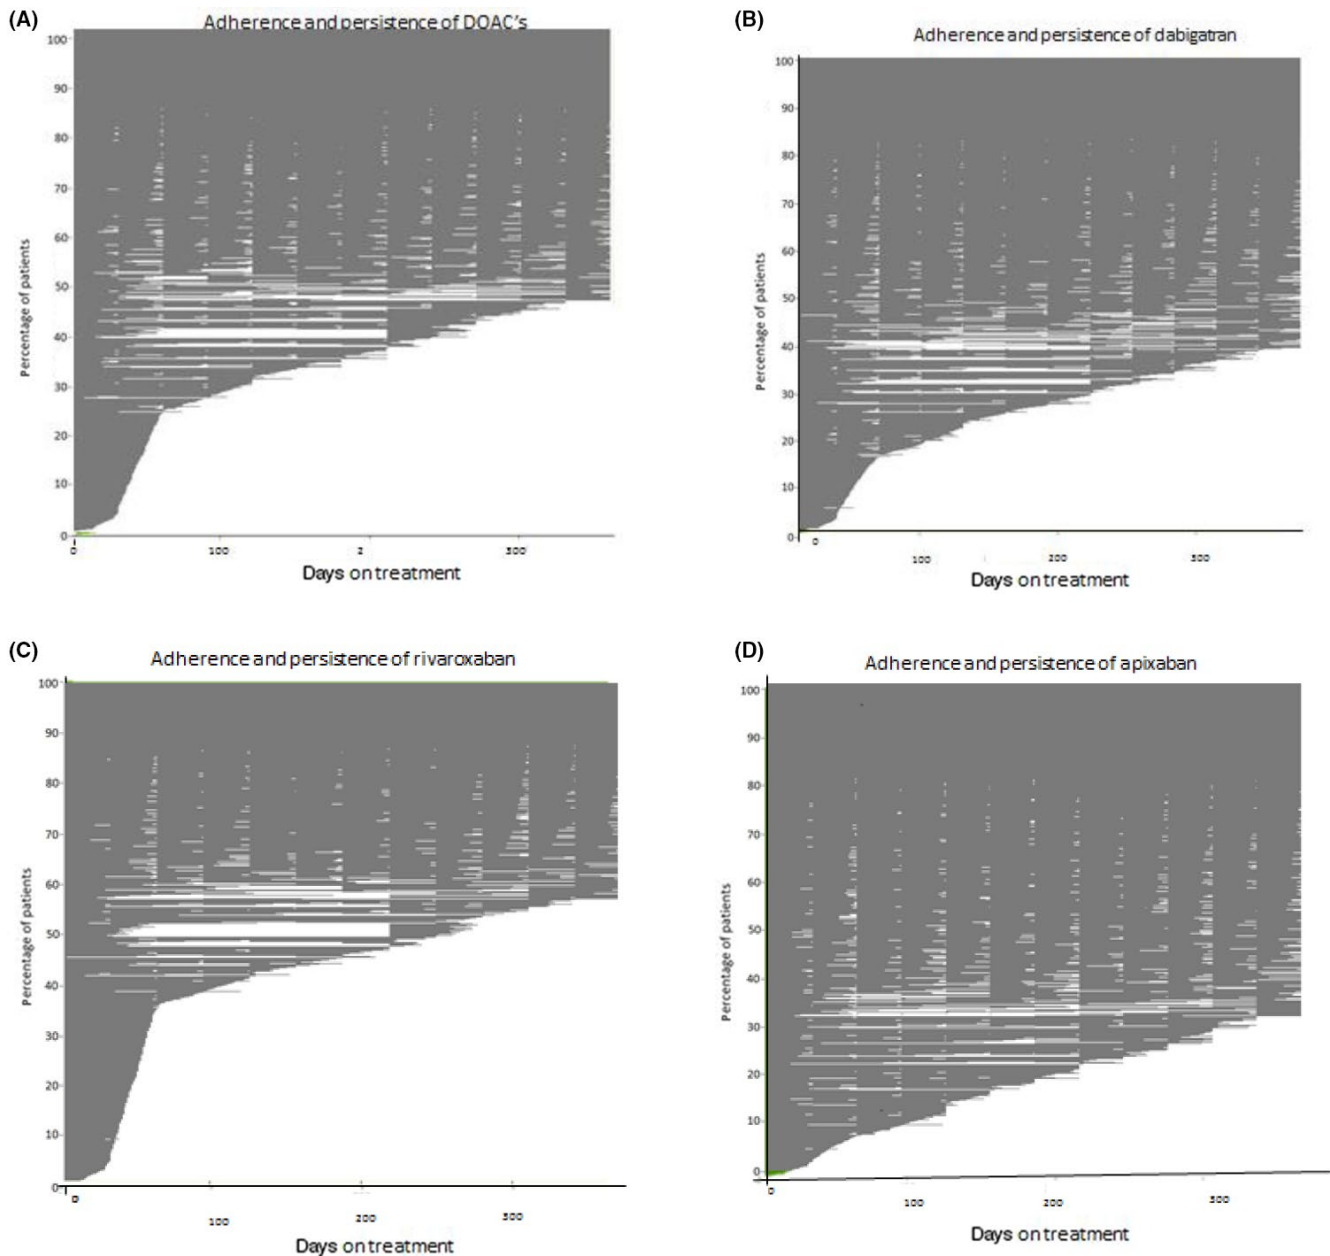 (A)
Adherence and persistence of DOAC's
100
90
80
70
60
50
40
30
20
10
0
Percentage of patients
0 100 2 300
Days on treatment
(B)
Adherence and persistence of dabigatran
100
90
80
70
60
50
40
30
20
10
0
Percentage of patients
0 100 200 300
Days on treatment
(C)
Adherence and persistence of rivaroxaban
100
90
80
70
60
50
40
30
20
10
0
Percentage of patients
0 100 200 300
Days on treatment
(D)
Adherence and persistence of apixaban
100
90
80
70
60
50
40
30
20
10
0
Percentage of patients
0 100 200 300
Days on treatment